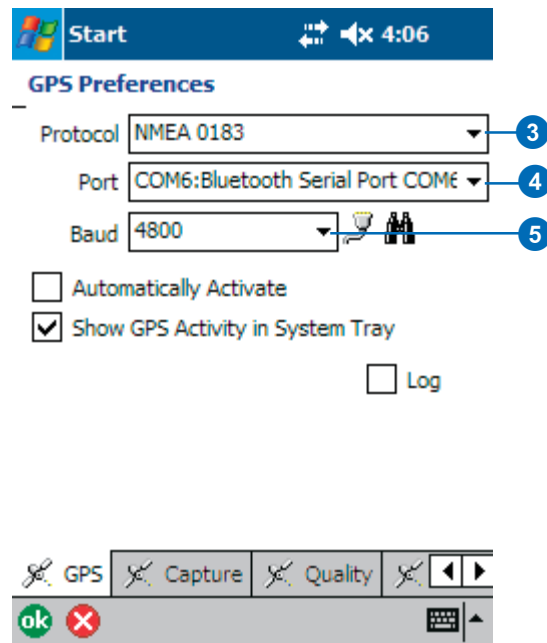 Start 4:06
GPS Preferences
Protocol NMEA 0183 3
Port COM6:Bluetooth Serial Port COM6 4
Baud 4800 5
Automatically Activate
Show GPS Activity in System Tray
Log
GPS Capture Quality
ok